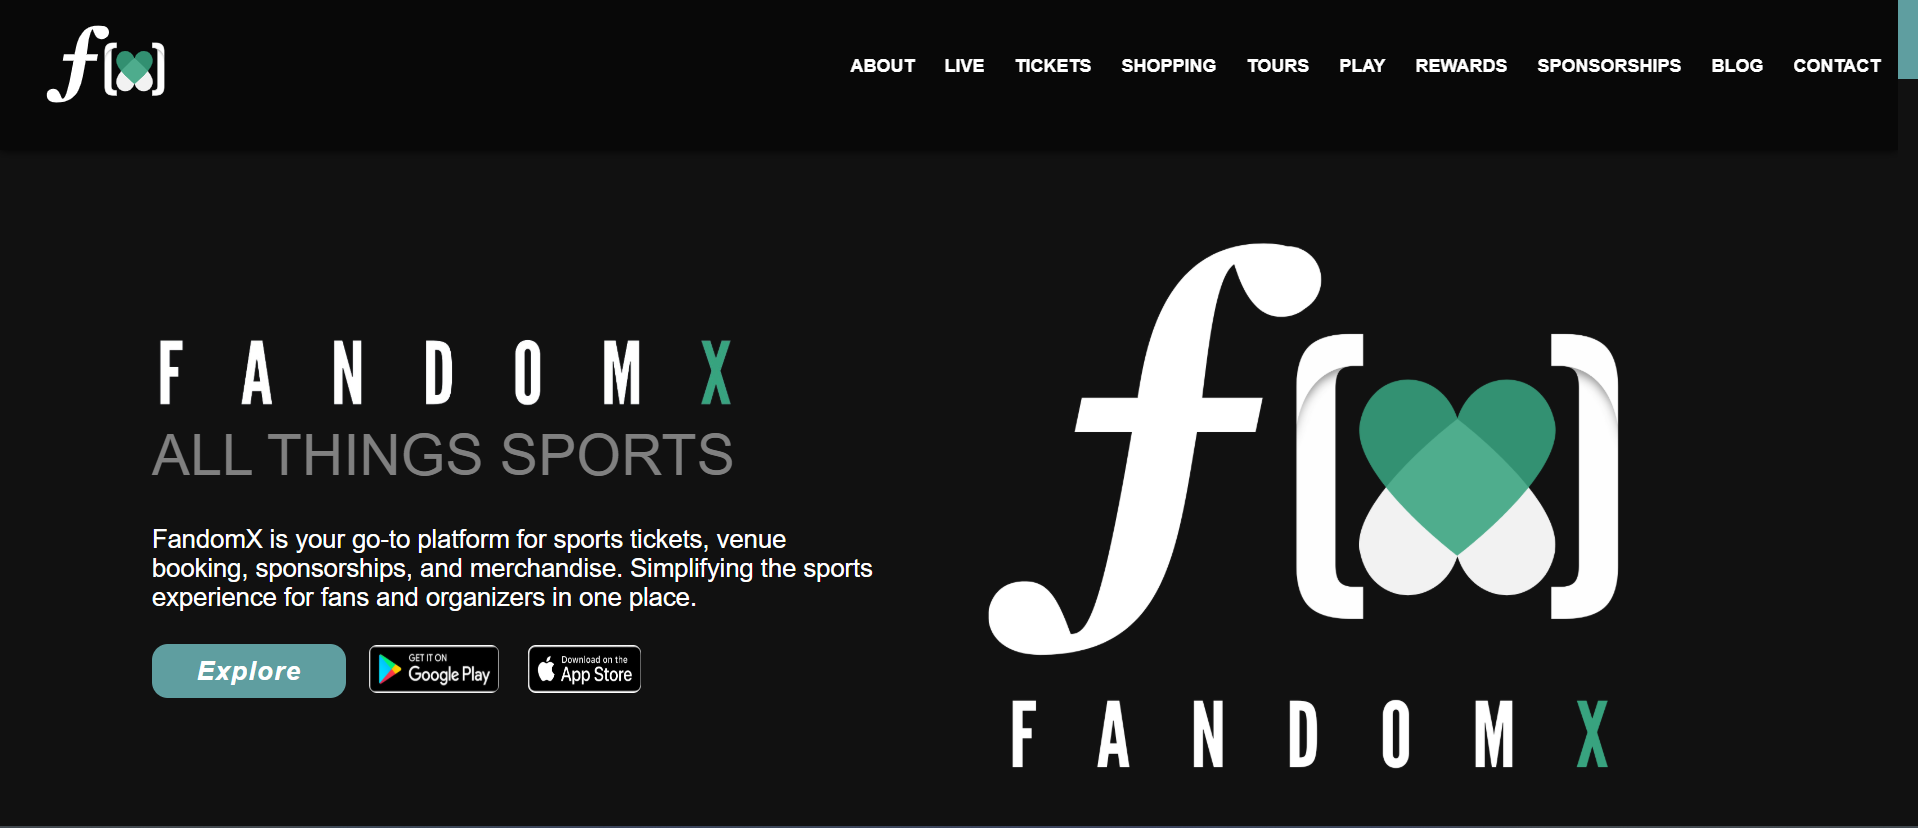 f[x]
ABOUT LIVE TICKETS SHOPPING TOURS PLAY REWARDS SPONSORSHIPS BLOG CONTACT
FANDOMX
ALL THINGS SPORTS
FandomX is your go-to platform for sports tickets, venue
booking, sponsorships, and merchandise. Simplifying the sports
experience for fans and organizers in one place.
Explore
GET IT ON
Google Play
Download on the
App Store
f[x]
FANDOMX